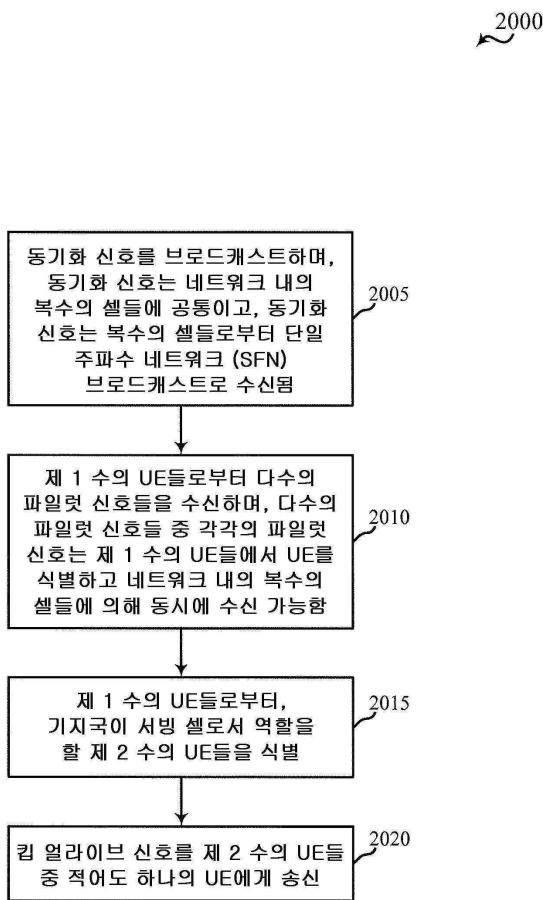 2000
동기화 신호를 브로드캐스트하며,
동기화 신호는 네트워크 내의
복수의 셀들에 공통이고, 동기화
신호는 복수의 셀들로부터 단일
주파수 네트워크 (SFN)
브로드캐스트로 수신됨
2005
제 1 수의 UE들로부터 다수의
파일럿 신호들을 수신하며, 다수의
파일럿 신호들 중 각각의 파일럿
신호는 제 1 수의 UE들에서 UE를
식별하고 네트워크 내의 복수의
셀들에 의해 동시에 수신 가능함
2010
제 1 수의 UE들로부터,
기지국이 서빙 셀로서 역할을
할 제 2 수의 UE들을 식별
2015
킵 얼라이브 신호를 제 2 수의 UE들
중 적어도 하나의 UE에게 송신
2020